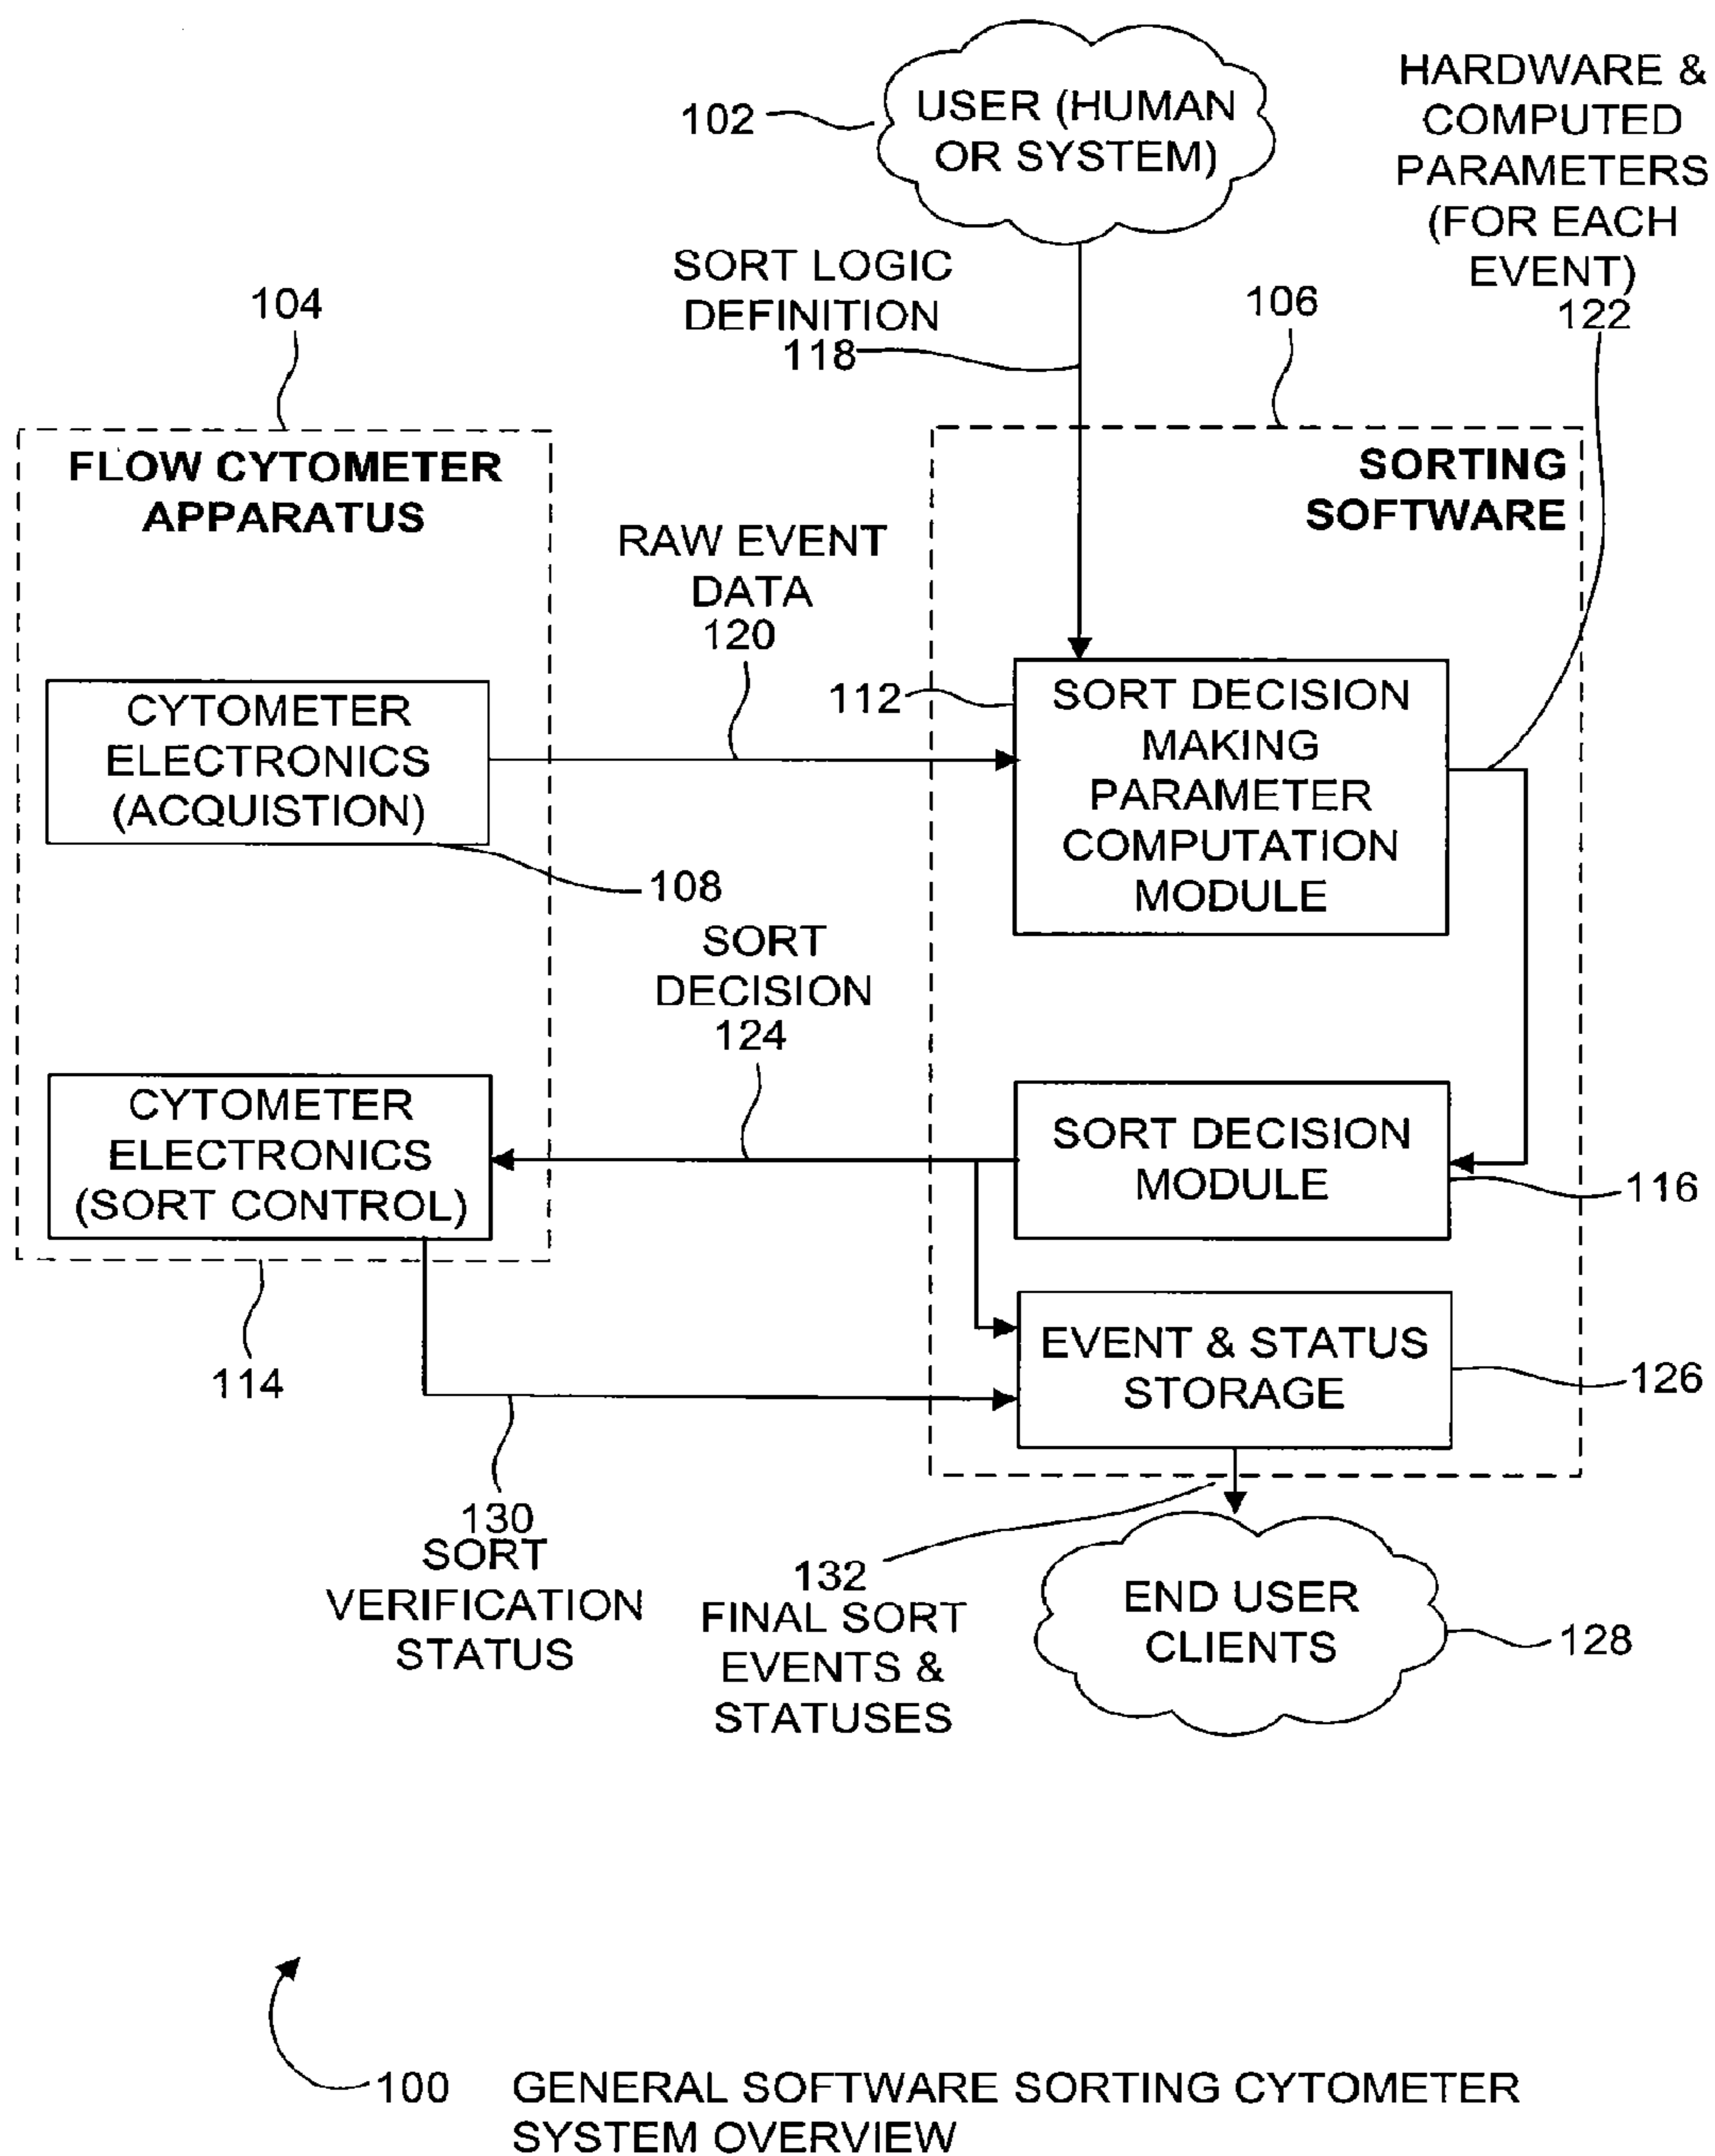 102
USER (HUMAN
OR SYSTEM)
HARDWARE &
COMPUTED
PARAMETERS
(FOR EACH
EVENT)
122
SORT LOGIC
DEFINITION
118
104
106
FLOW CYTOMETER
APPARATUS
SORTING
SOFTWARE
RAW EVENT
DATA
120
CYTOMETER
ELECTRONICS
(ACQUISTION)
108
112
SORT DECISION
MAKING
PARAMETER
COMPUTATION
MODULE
SORT
DECISION
124
CYTOMETER
ELECTRONICS
(SORT CONTROL)
114
SORT DECISION
MODULE
116
EVENT & STATUS
STORAGE
126
130
SORT
VERIFICATION
STATUS
132
FINAL SORT
EVENTS &
STATUSES
END USER
CLIENTS
128
100
GENERAL SOFTWARE SORTING CYTOMETER
SYSTEM OVERVIEW